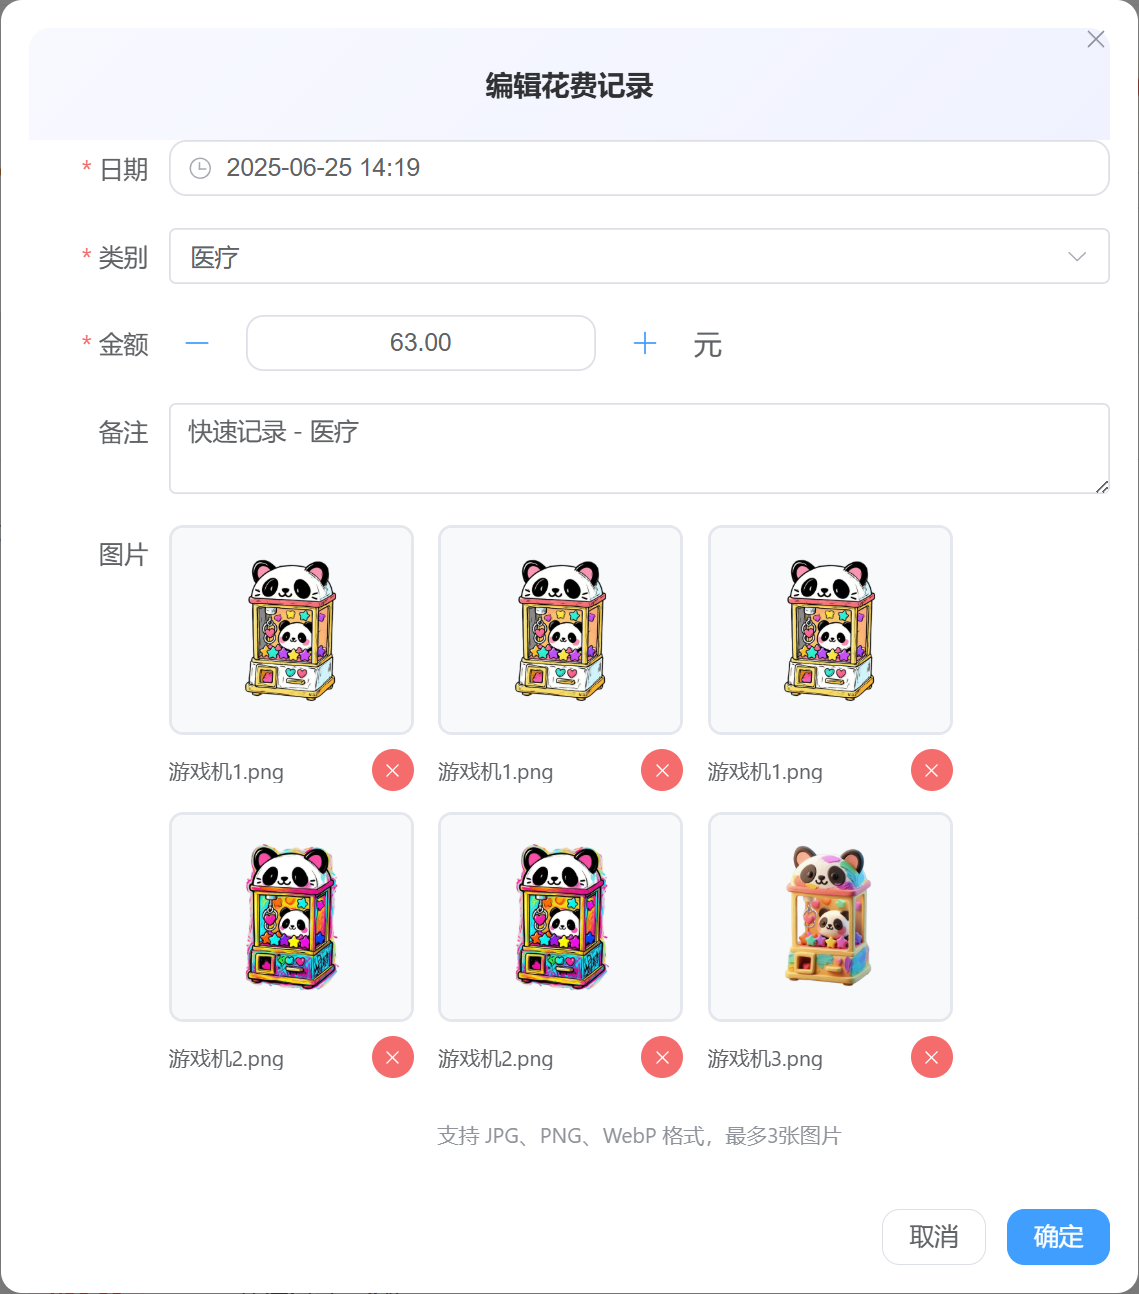 编辑花费记录
* 日期 2025-06-25 14:19
* 类别 医疗
* 金额 63.00 元
备注 快速记录 - 医疗
图片
游戏机1.png 游戏机1.png 游戏机1.png
游戏机2.png 游戏机2.png 游戏机3.png
支持 JPG、PNG、WebP 格式，最多3张图片
取消 确定